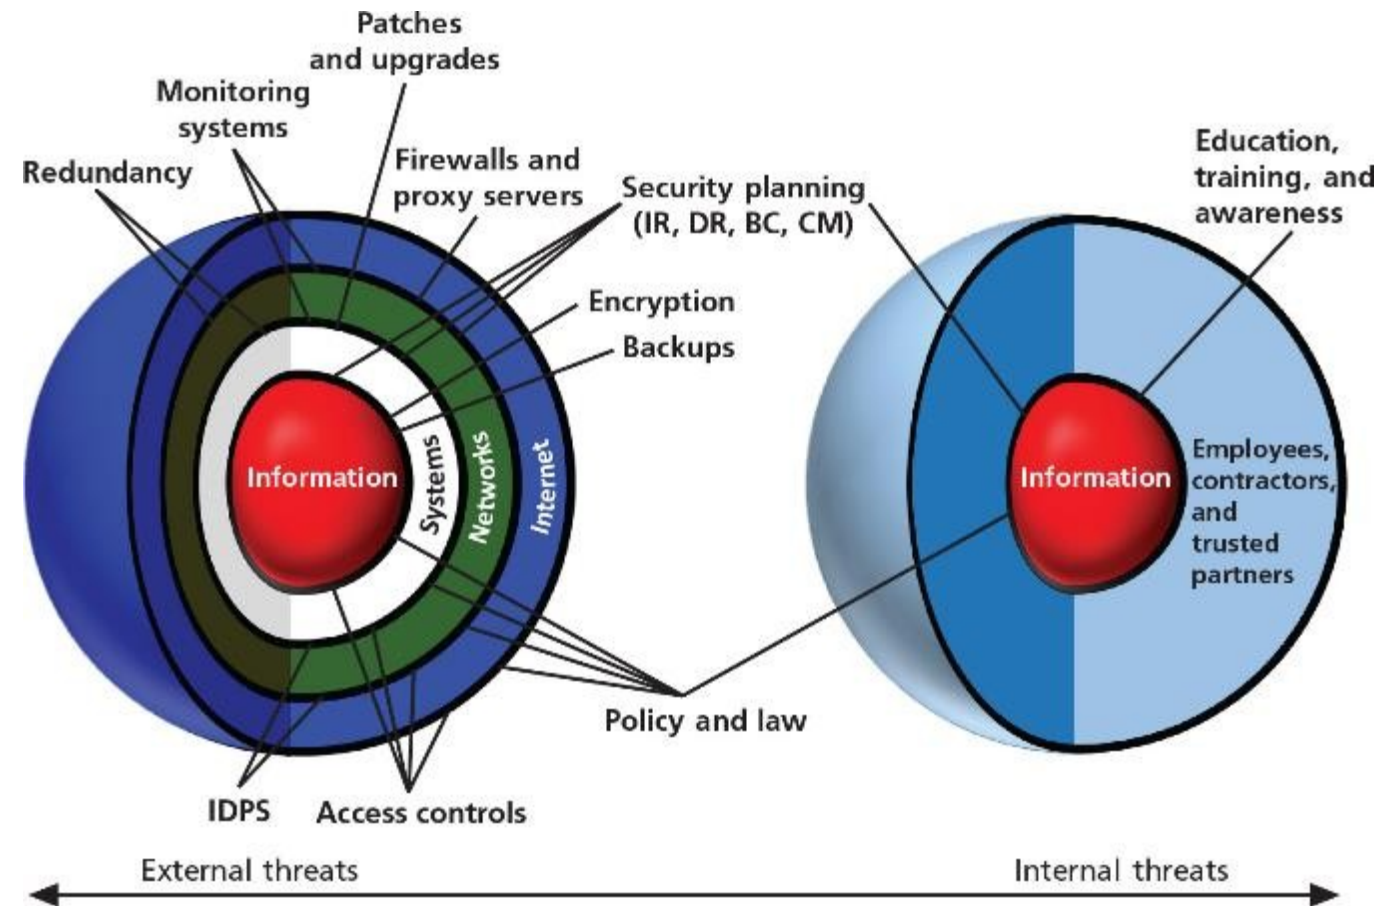 Patches
and upgrades
Monitoring
systems
Redundancy
Firewalls and
proxy servers
Security planning
(IR, DR, BC, CM)
Education,
training, and
awareness
Encryption
Backups
Information
Systems
Networks
Internet
Information
Employees,
contractors,
and
trusted
partners
Policy and law
IDPS
Access controls
External threats
Internal threats